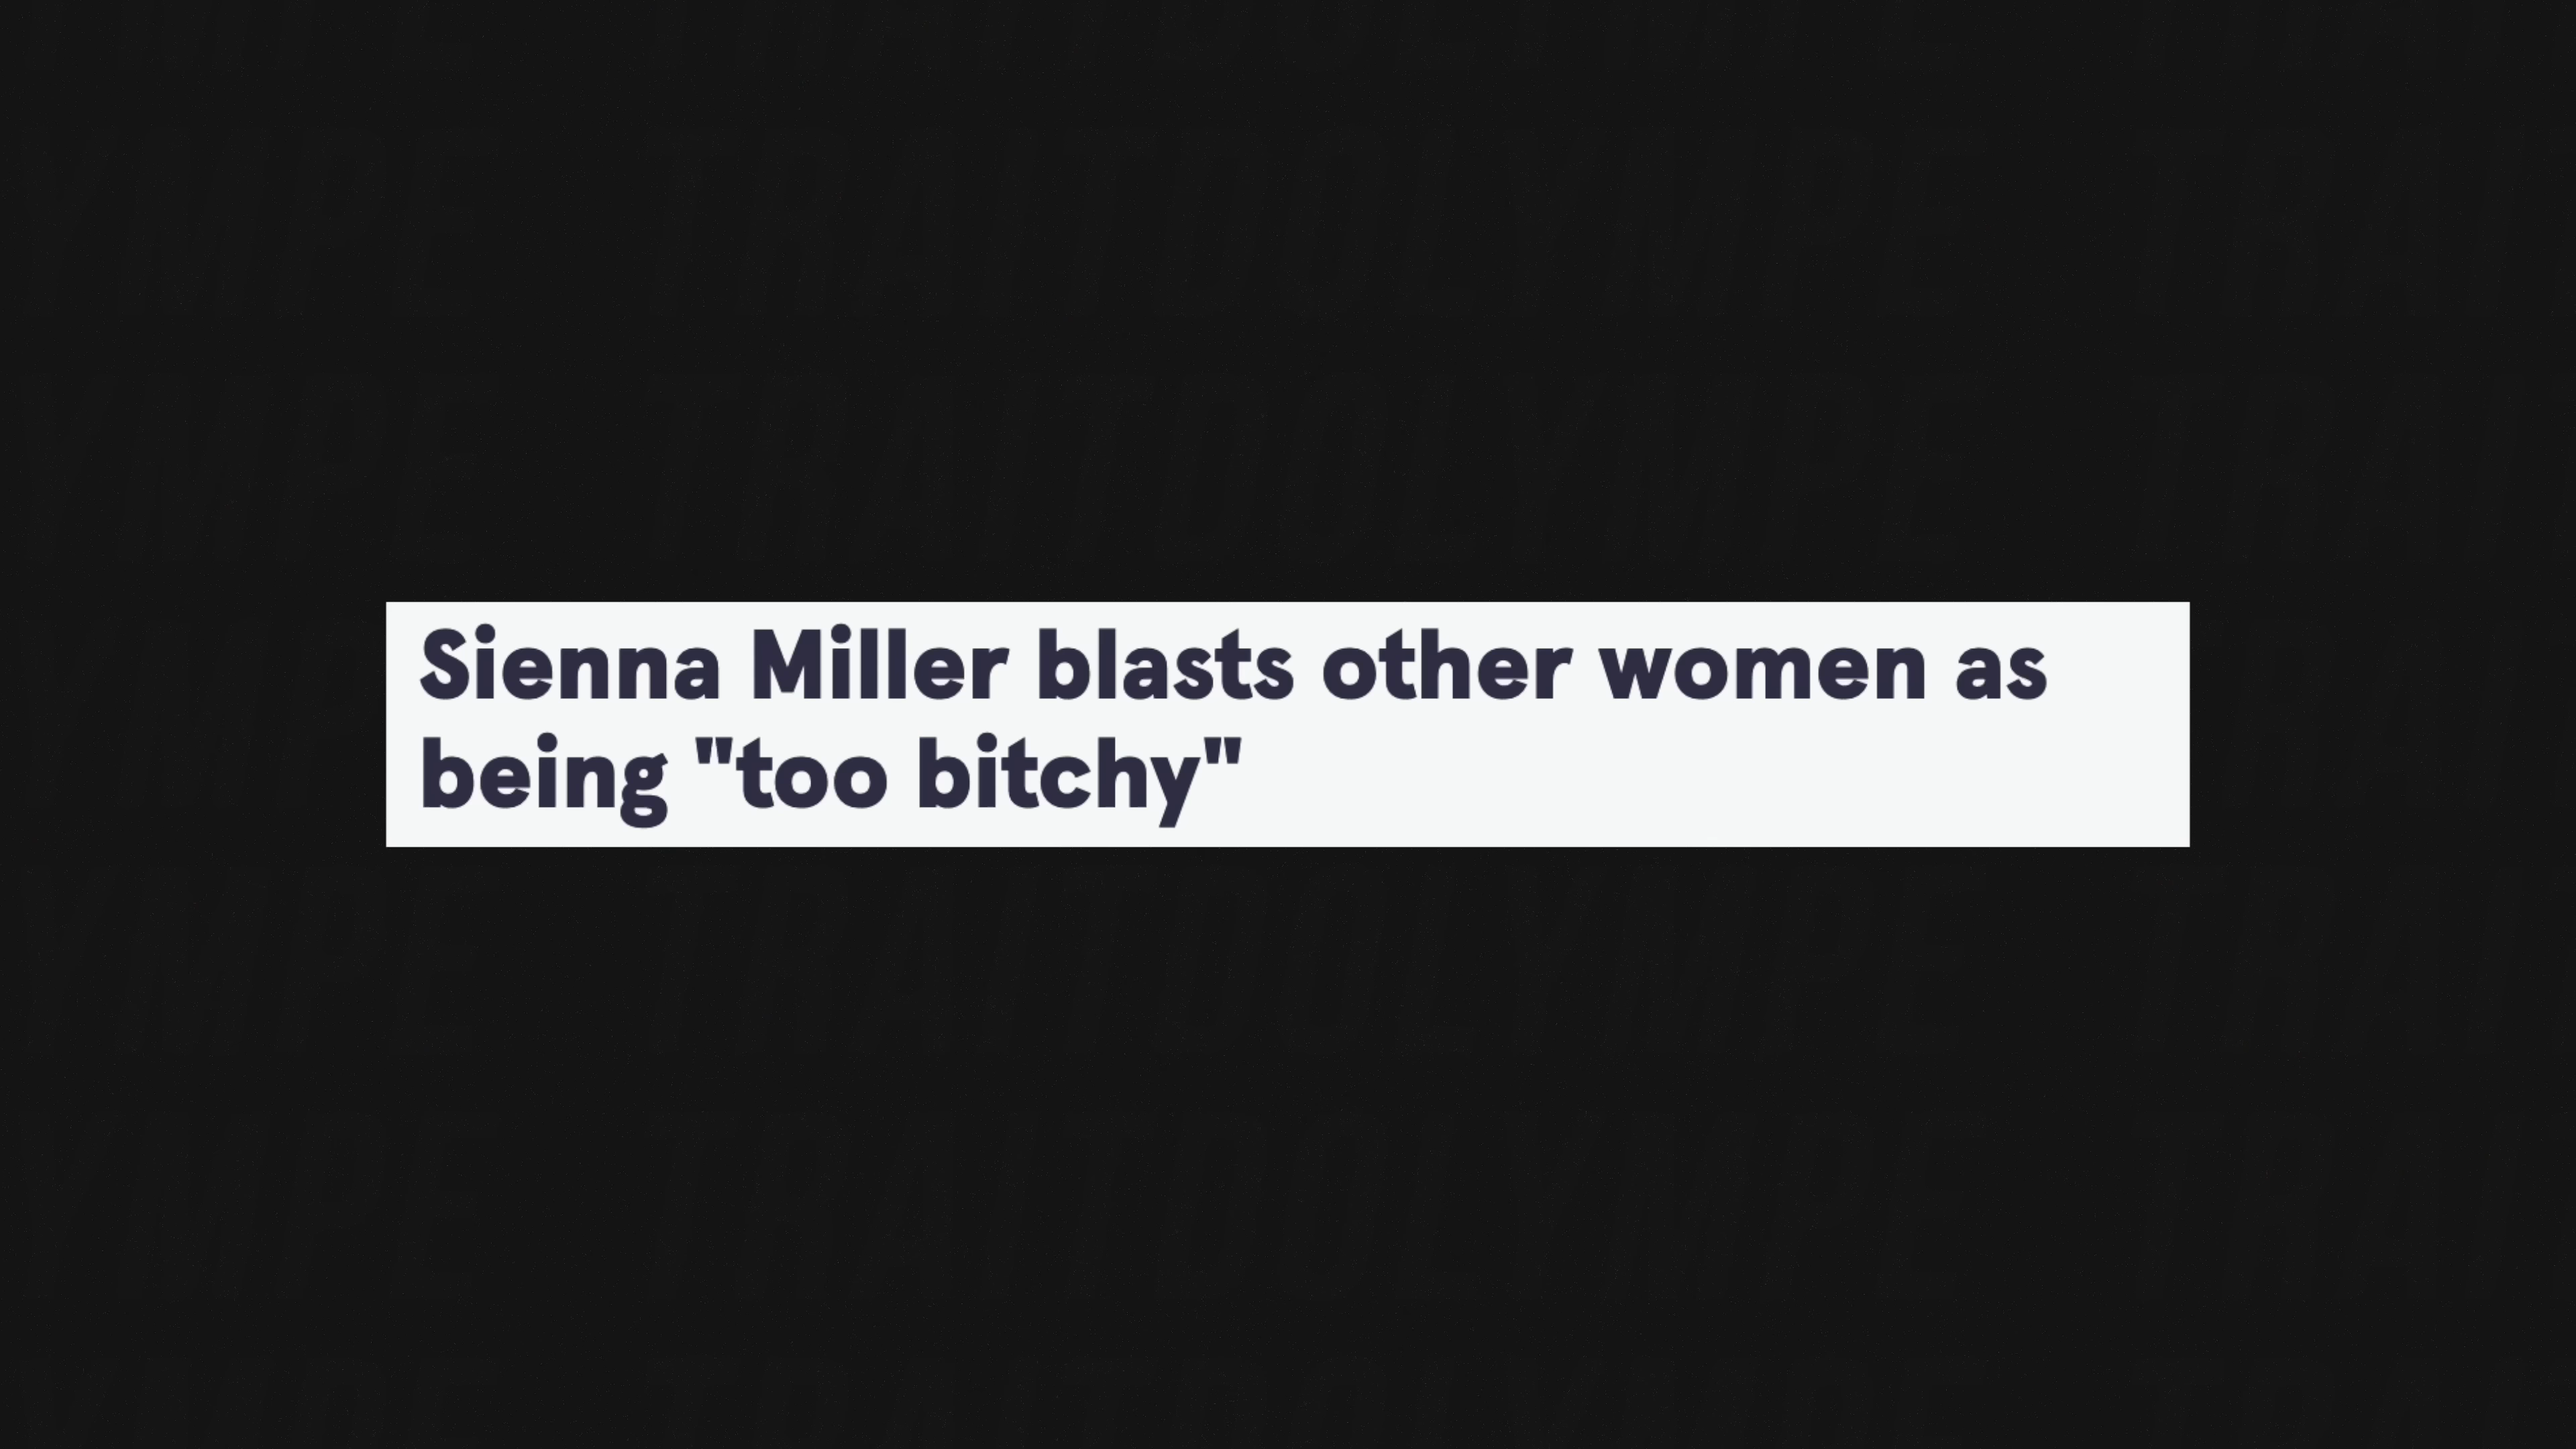 Sienna Miller blasts other women as
being "too bitchy"